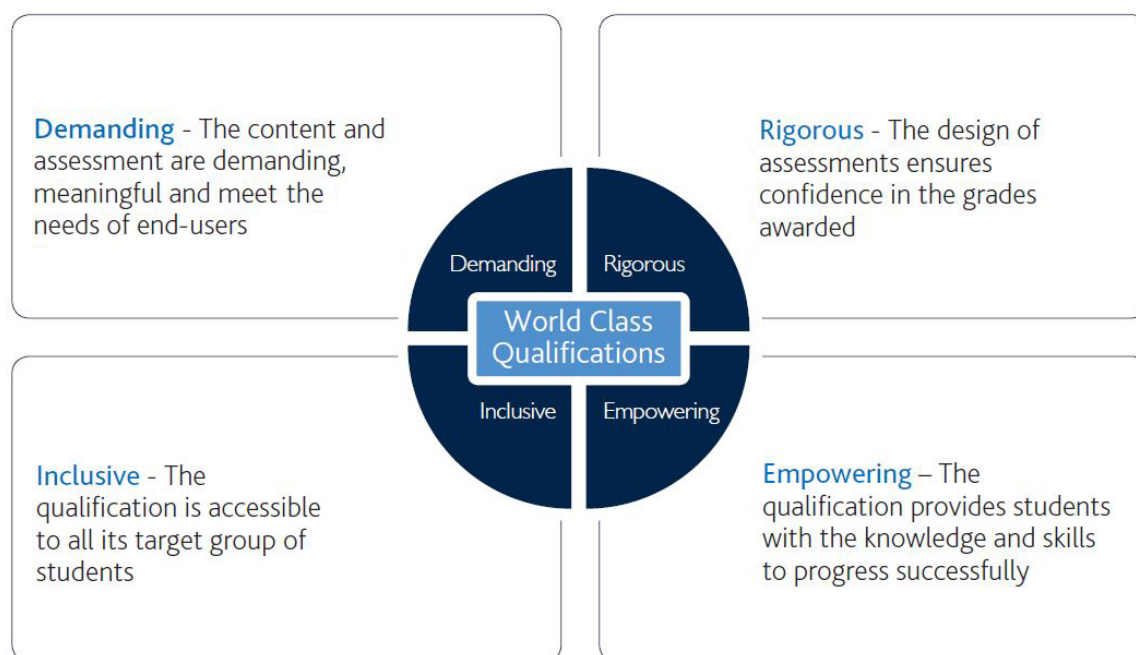 Demanding - The content and
assessment are demanding,
meaningful and meet the
needs of end-users
Rigorous - The design of
assessments ensures
confidence in the grades
awarded
Demanding
Rigorous
World Class
Qualifications
Inclusive
Empowering
Inclusive - The
qualification is accessible
to all its target group of
students
Empowering – The
qualification provides students
with the knowledge and skills
to progress successfully